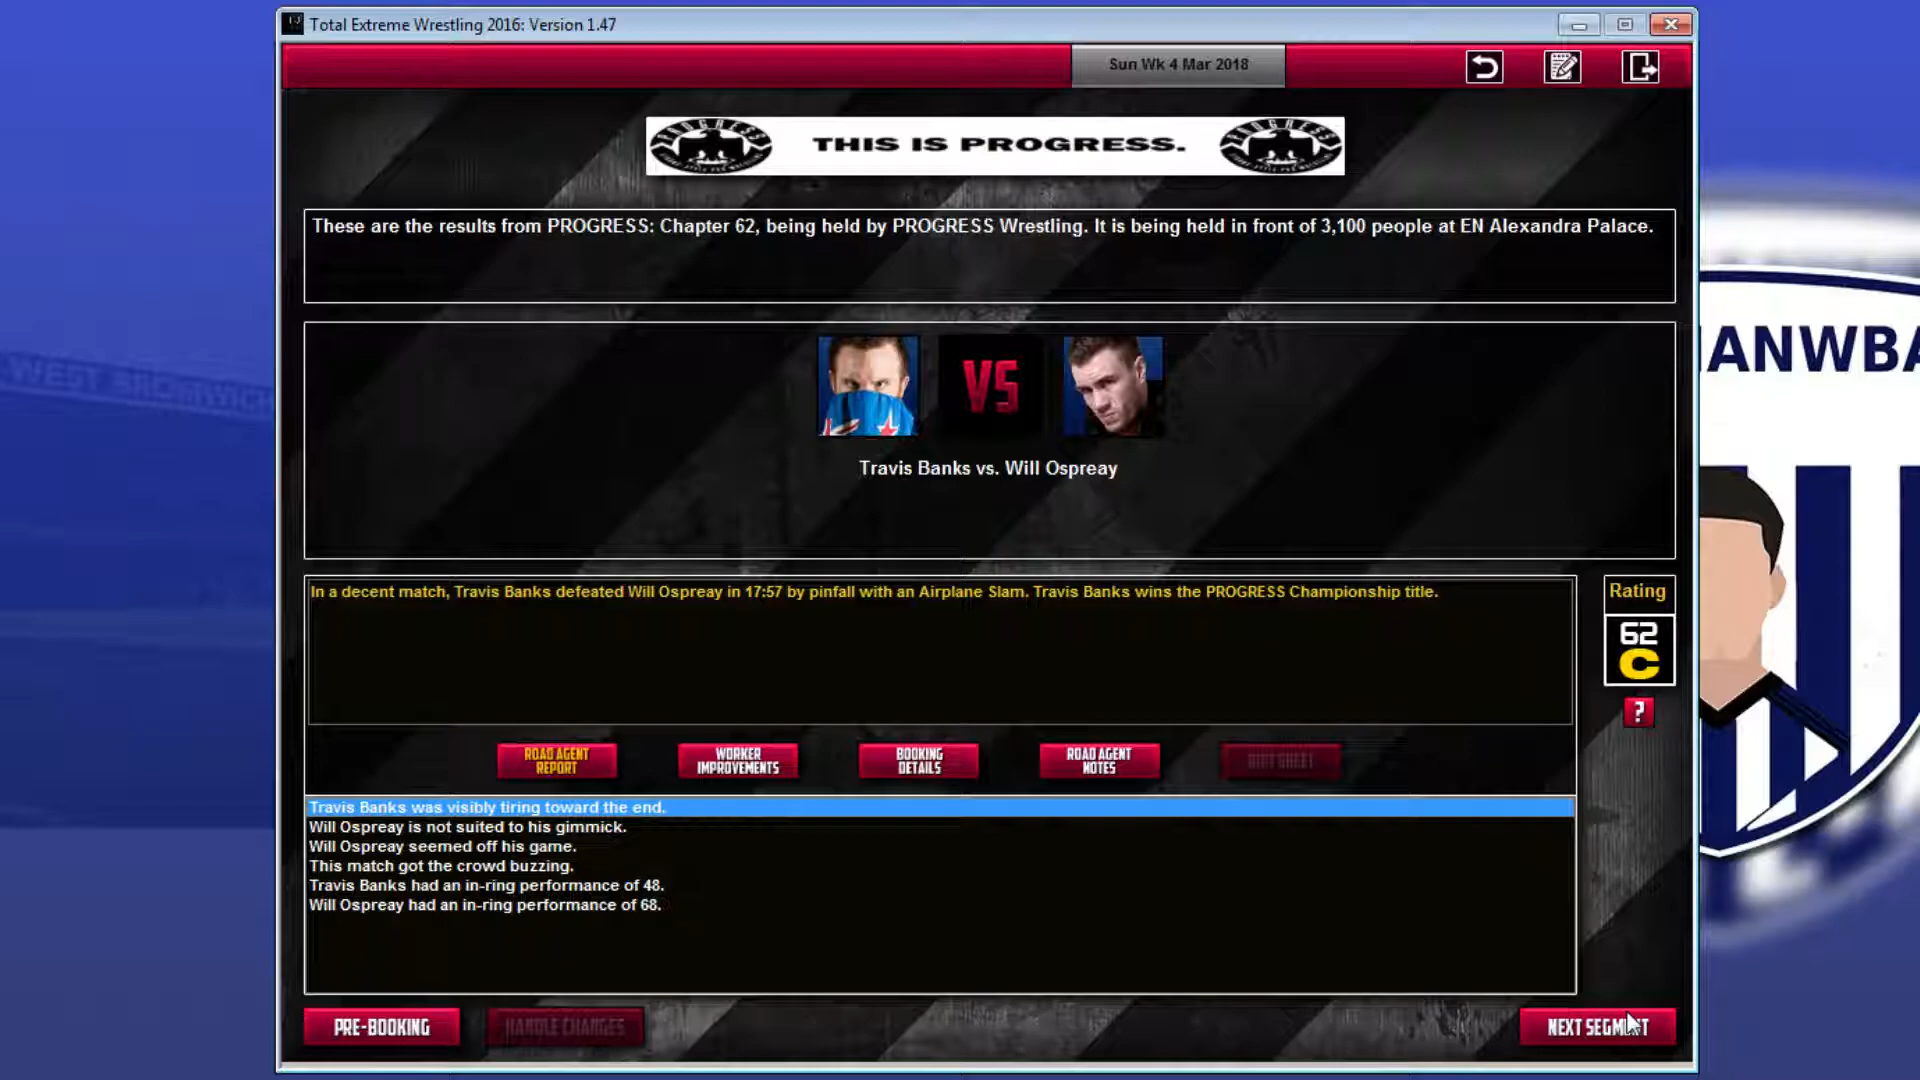 Total Extreme Wrestling 2016: Version 1.47
Sun Wk 4 Mar 2018
PROGRESS
THIS IS PROGRESS.
PROGRESS
These are the results from PROGRESS: Chapter 62, being held by PROGRESS Wrestling. It is being held in front of 3,100 people at EN Alexandra Palace.
ANWBA
WEST BROMWICH
VS
Travis Banks vs. Will Ospreay
In a decent match, Travis Banks defeated Will Ospreay in 17:57 by pinfall with an Airplane Slam. Travis Banks wins the PROGRESS Championship title.
Rating
62
C
?
ROAD AGENT REPORT
WORKER IMPROVEMENTS
BOOKING DETAILS
ROAD AGENT NOTES
Travis Banks was visibly tiring toward the end.
Will Ospreay is not suited to his gimmick.
Will Ospreay seemed off his game.
This match got the crowd buzzing.
Travis Banks had an in-ring performance of 48.
Will Ospreay had an in-ring performance of 68.
PRE-BOOKING
HANDLE CHANGES
NEXT SEGMENT